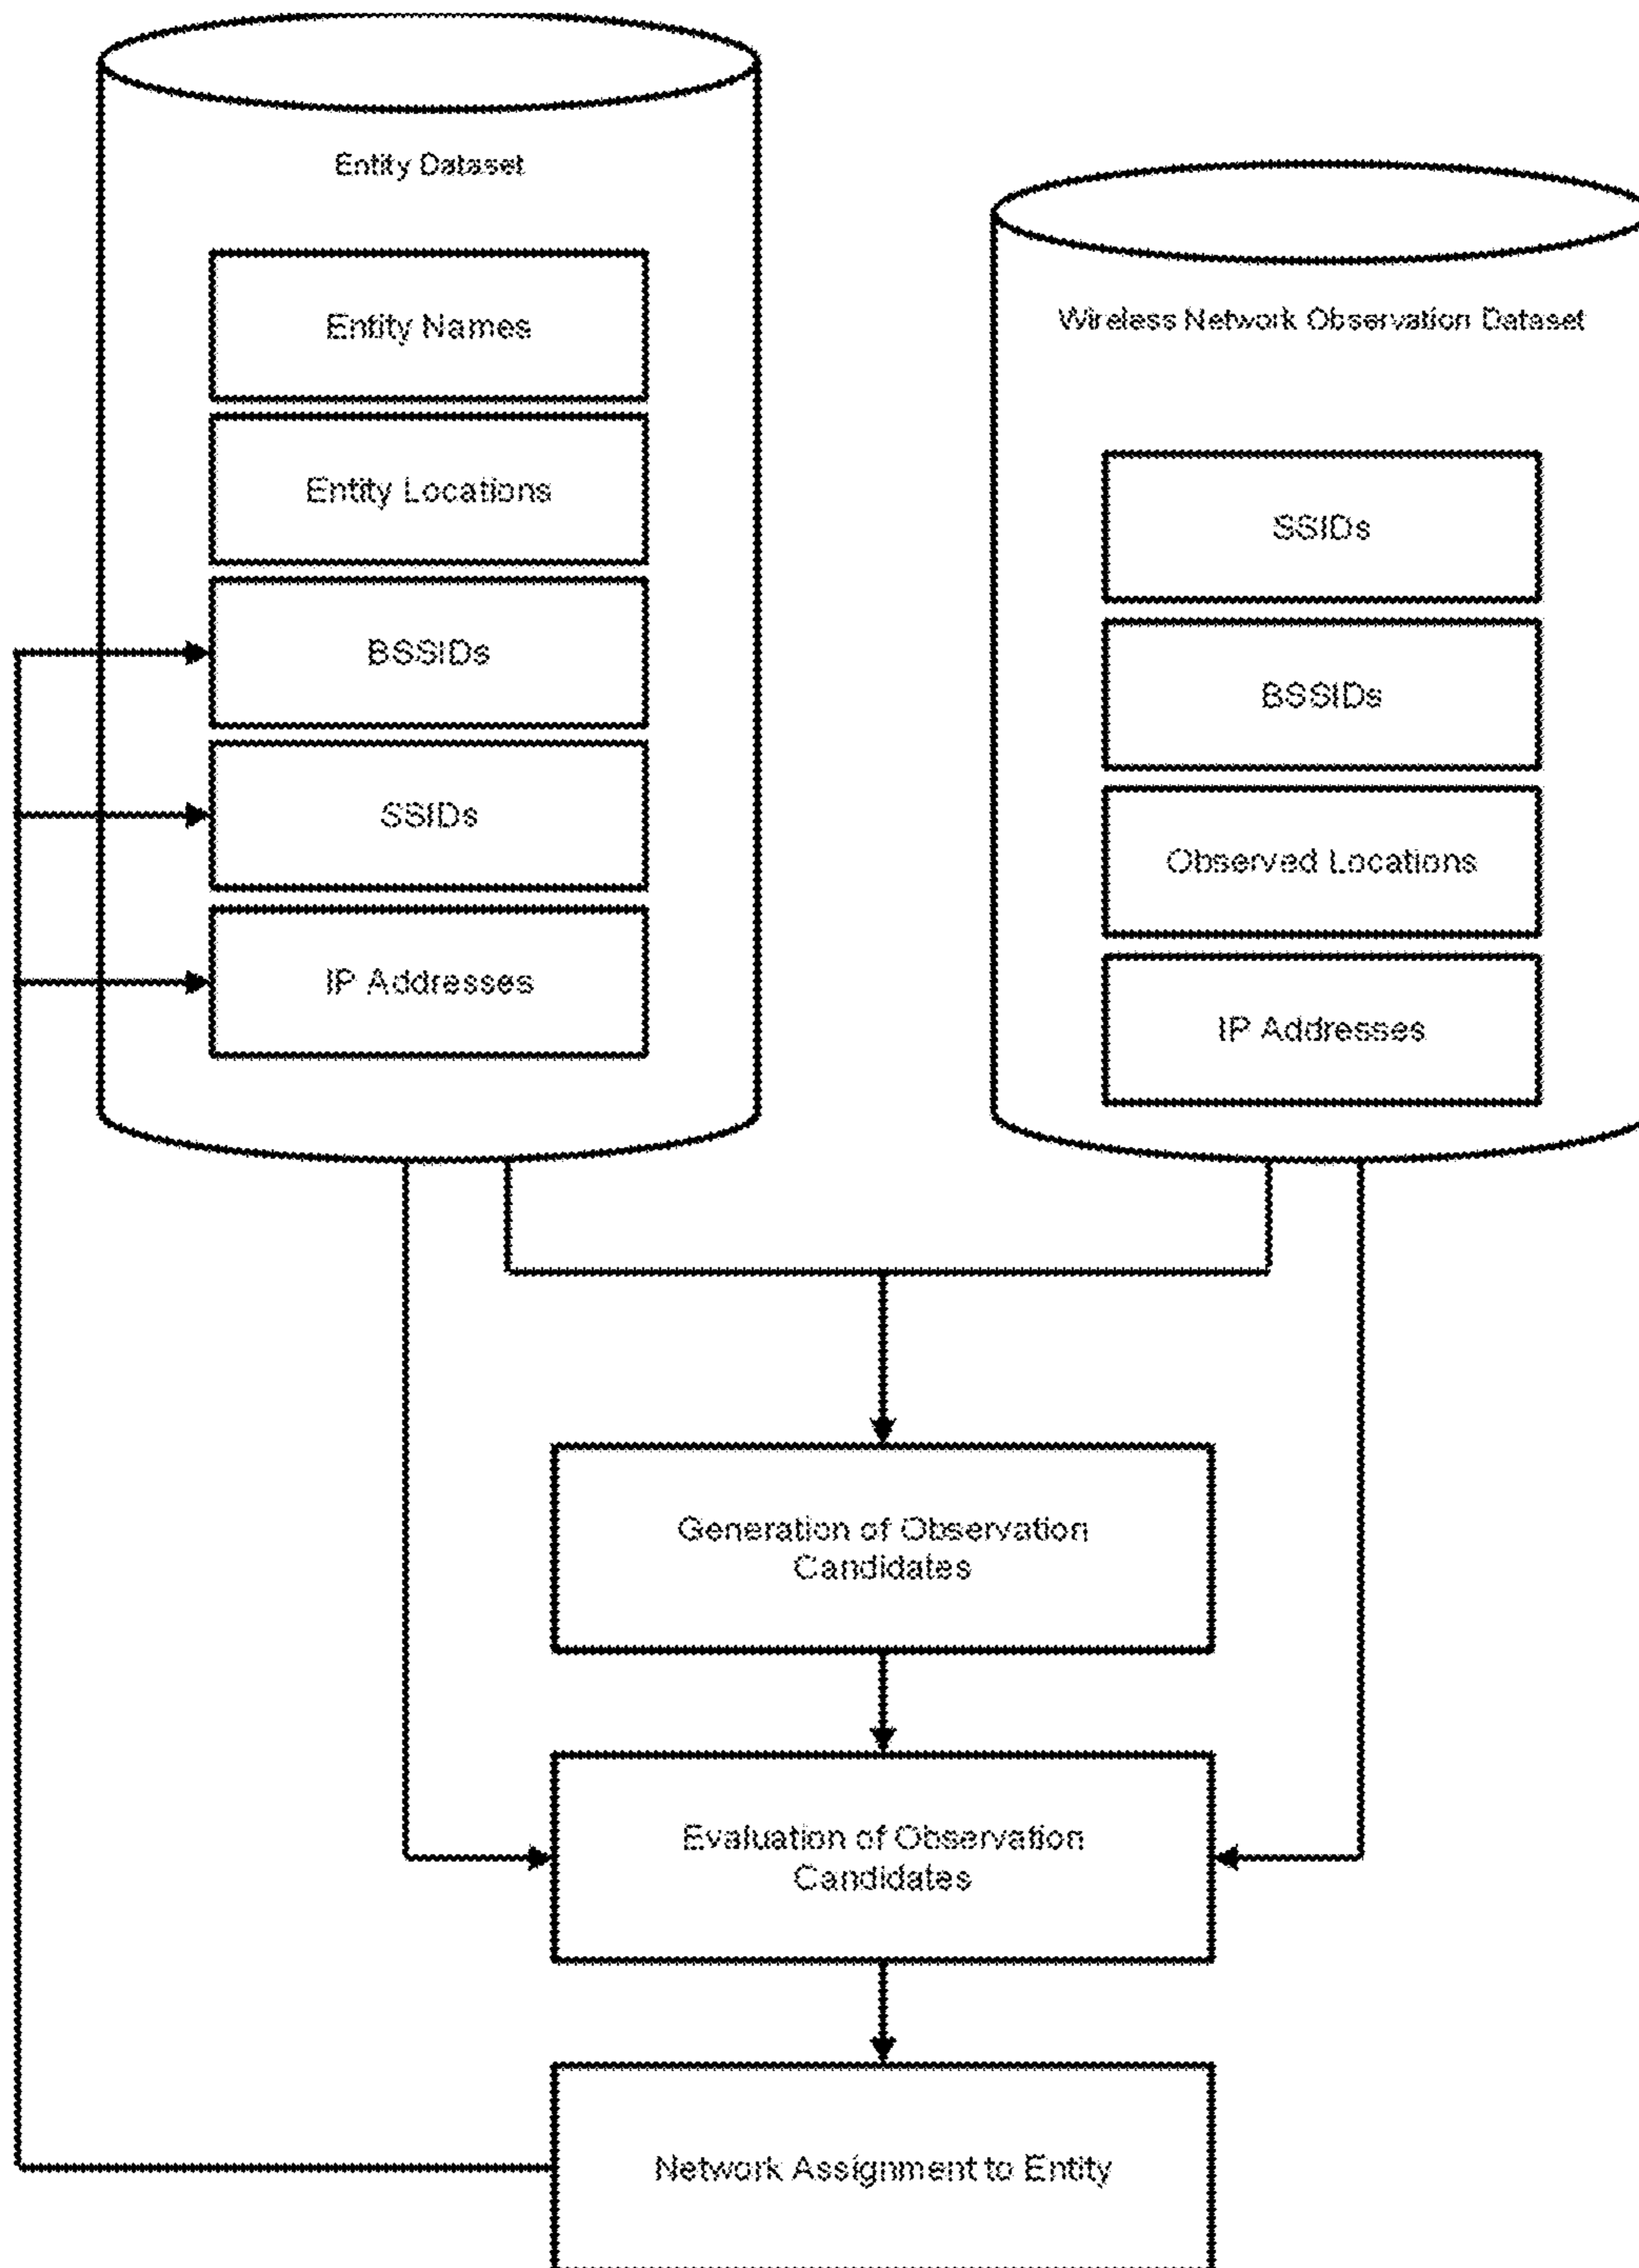 Entity Dataset
Entity Names
Entity Locations
BSSIDs
SSIDs
IP Addresses
Wireless Network Observation Dataset
SSIDs
BSSIDs
Observed Locations
IP Addresses
Generation of Observation
Candidates
Evaluation of Observation
Candidates
Network Assignment to Entity